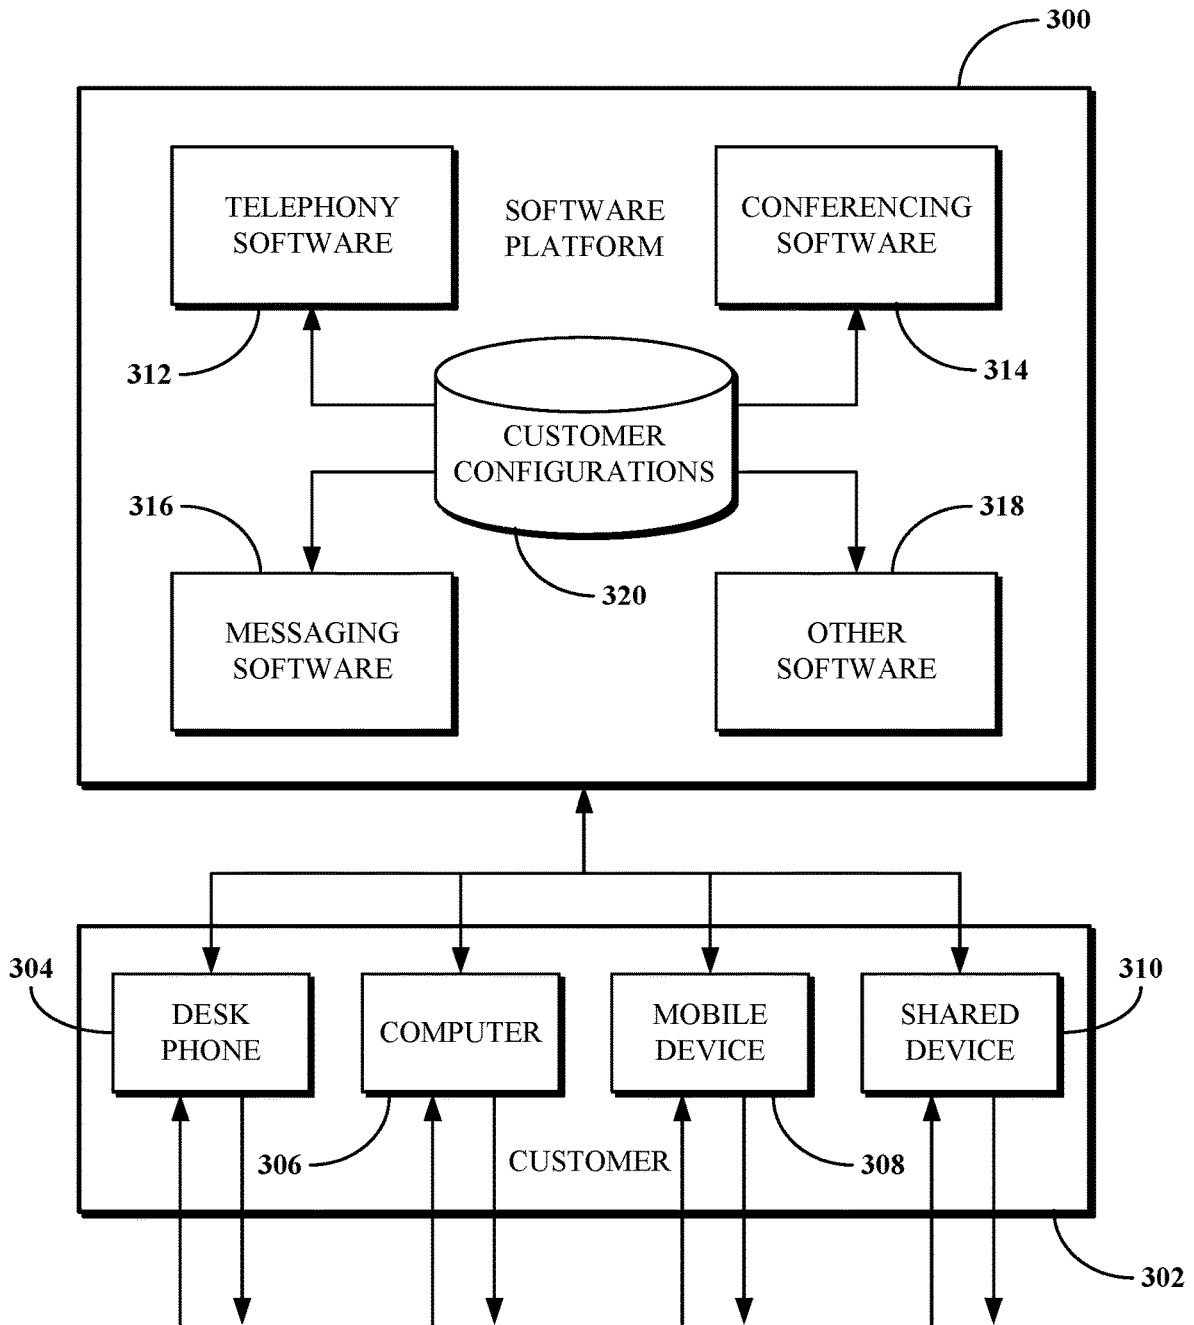 300
TELEPHONY
SOFTWARE
SOFTWARE
PLATFORM
CONFERENCING
SOFTWARE
312
314
CUSTOMER
CONFIGURATIONS
316
318
320
MESSAGING
SOFTWARE
OTHER
SOFTWARE
304
310
DESK
PHONE
COMPUTER
MOBILE
DEVICE
SHARED
DEVICE
306
CUSTOMER
308
302